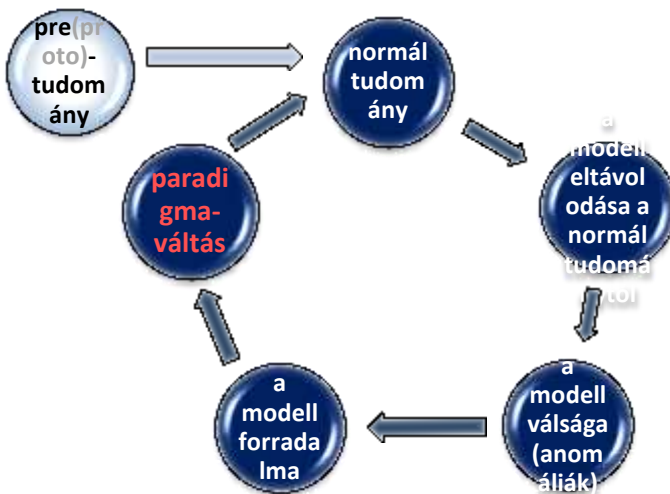 pre(pr
oto)-
tudom
ány
normál
tudom
ány
a
modell
eltávol
odása a
normál
tudomá
nytól
a
modell
válsága
(anom
áliák)
a
modell
forrada
lma
paradi
gma-
váltás